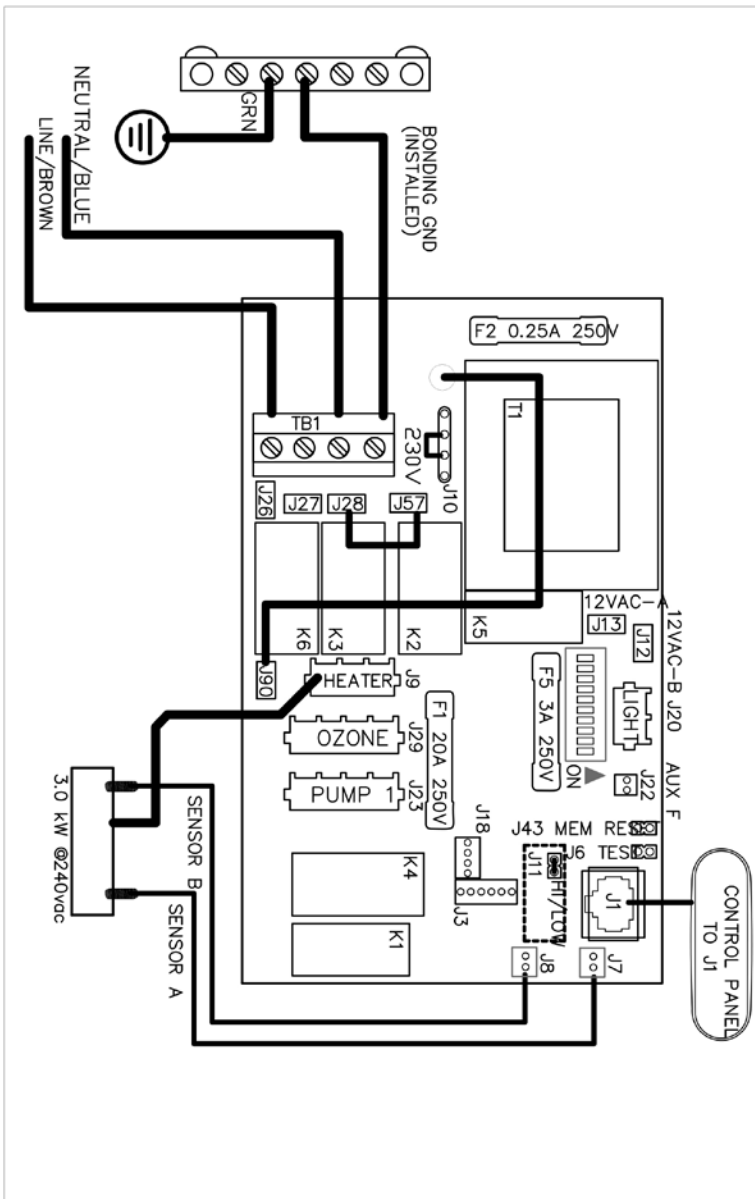 GRN
BONDING GND
(INSTALLED)
NEUTRAL/BLUE
LINE/BROWN
F2 0.25A 250V
T1
TB1
230V
J10
J26
J27
J28
J57
K6
K3
K2
K5
12VAC-A
12VAC-B
J13
J12
J20
LIGHT
F5 3A 250V
ON
J22
AUX F
J90
HEATER
J9
OZONE
J29
F1 20A 250V
PUMP 1
J23
J18
J3
J43 MEM RESET
J6 TEST
J11
HI/LOW
J1
K4
K1
J8
J7
CONTROL PANEL
TO J1
3.0 kW @240vac
SENSOR B
SENSOR A